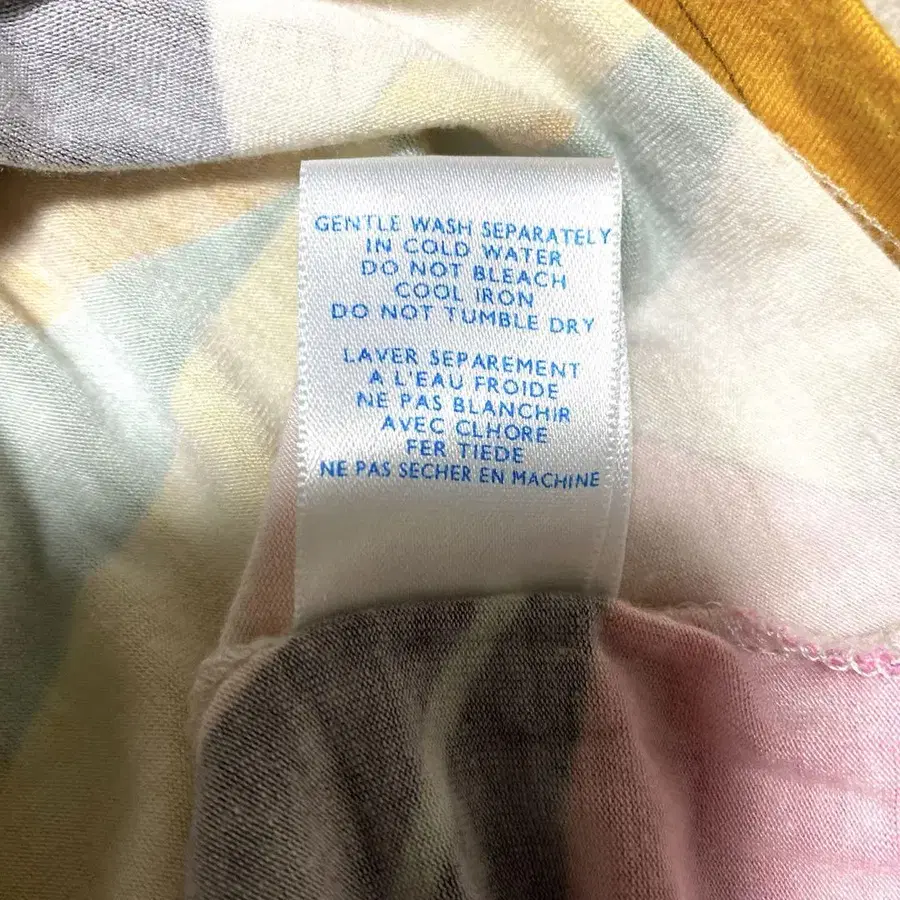 GENTLE WASH SEPARATELY
IN COLD WATER
DO NOT BLEACH
COOL IRON
DO NOT TUMBLE DRY
LAVER SEPAREMENT
A L'EAU FROIDE
NE PAS BLANCHIR
AVEC CLHORE
FER TIEDE
NE PAS SECHER EN MACHINE